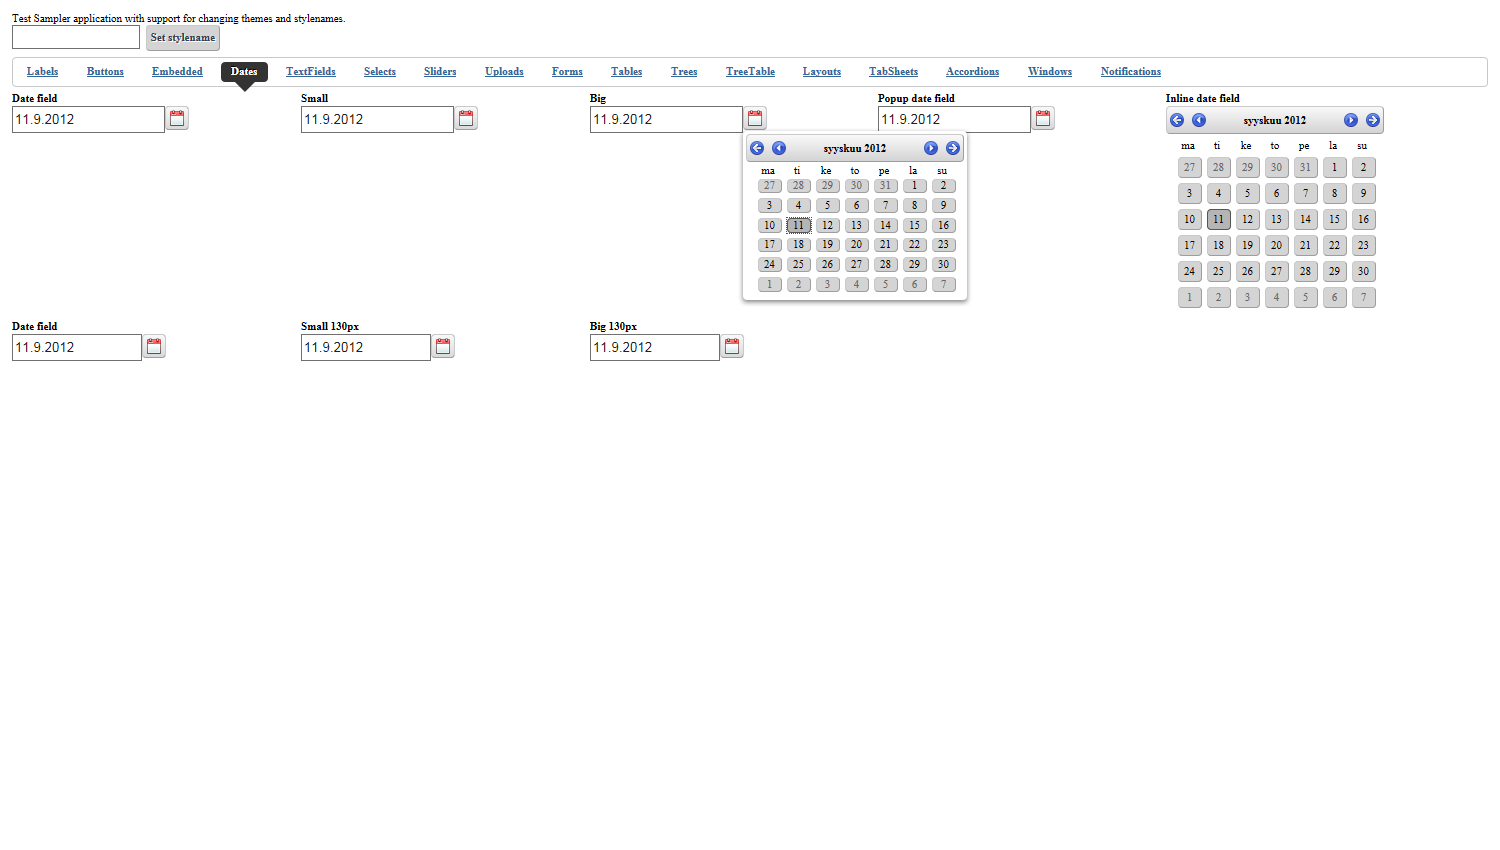 Test Sampler application with support for changing themes and stylenames.
Set stylename
Labels Buttons Embedded Dates TextFields Selects Sliders Uploads Forms Tables Trees TreeTable Layouts TabSheets Accordions Windows Notifications
Date field Small Big Popup date field Inline date field
11.9.2012 11.9.2012 11.9.2012 11.9.2012
syyskuu 2012
ma ti ke to pe la su
27 28 29 30 31 1 2
3 4 5 6 7 8 9
10 11 12 13 14 15 16
17 18 19 20 21 22 23
24 25 26 27 28 29 30
1 2 3 4 5 6 7
syyskuu 2012
ma ti ke to pe la su
27 28 29 30 31 1 2
3 4 5 6 7 8 9
10 11 12 13 14 15 16
17 18 19 20 21 22 23
24 25 26 27 28 29 30
1 2 3 4 5 6 7
Date field Small 130px Big 130px
11.9.2012 11.9.2012 11.9.2012